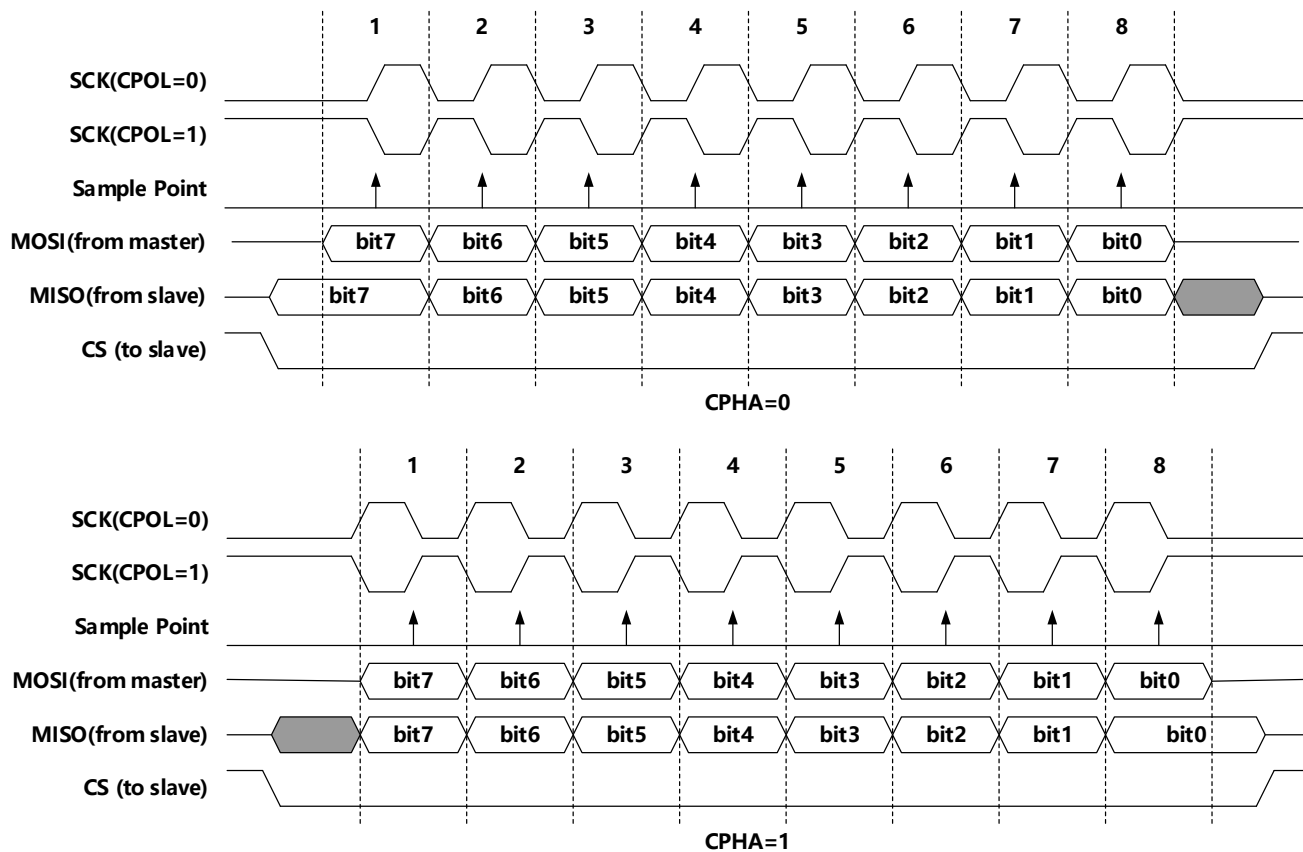 1 2 3 4 5 6 7 8
SCK(CPOL=0)
SCK(CPOL=1)
Sample Point
MOSI(from master) bit7 bit6 bit5 bit4 bit3 bit2 bit1 bit0
MISO(from slave) bit7 bit6 bit5 bit4 bit3 bit2 bit1 bit0
CS (to slave)
CPHA=0
1 2 3 4 5 6 7 8
SCK(CPOL=0)
SCK(CPOL=1)
Sample Point
MOSI(from master) bit7 bit6 bit5 bit4 bit3 bit2 bit1 bit0
MISO(from slave) bit7 bit6 bit5 bit4 bit3 bit2 bit1 bit0
CS (to slave)
CPHA=1